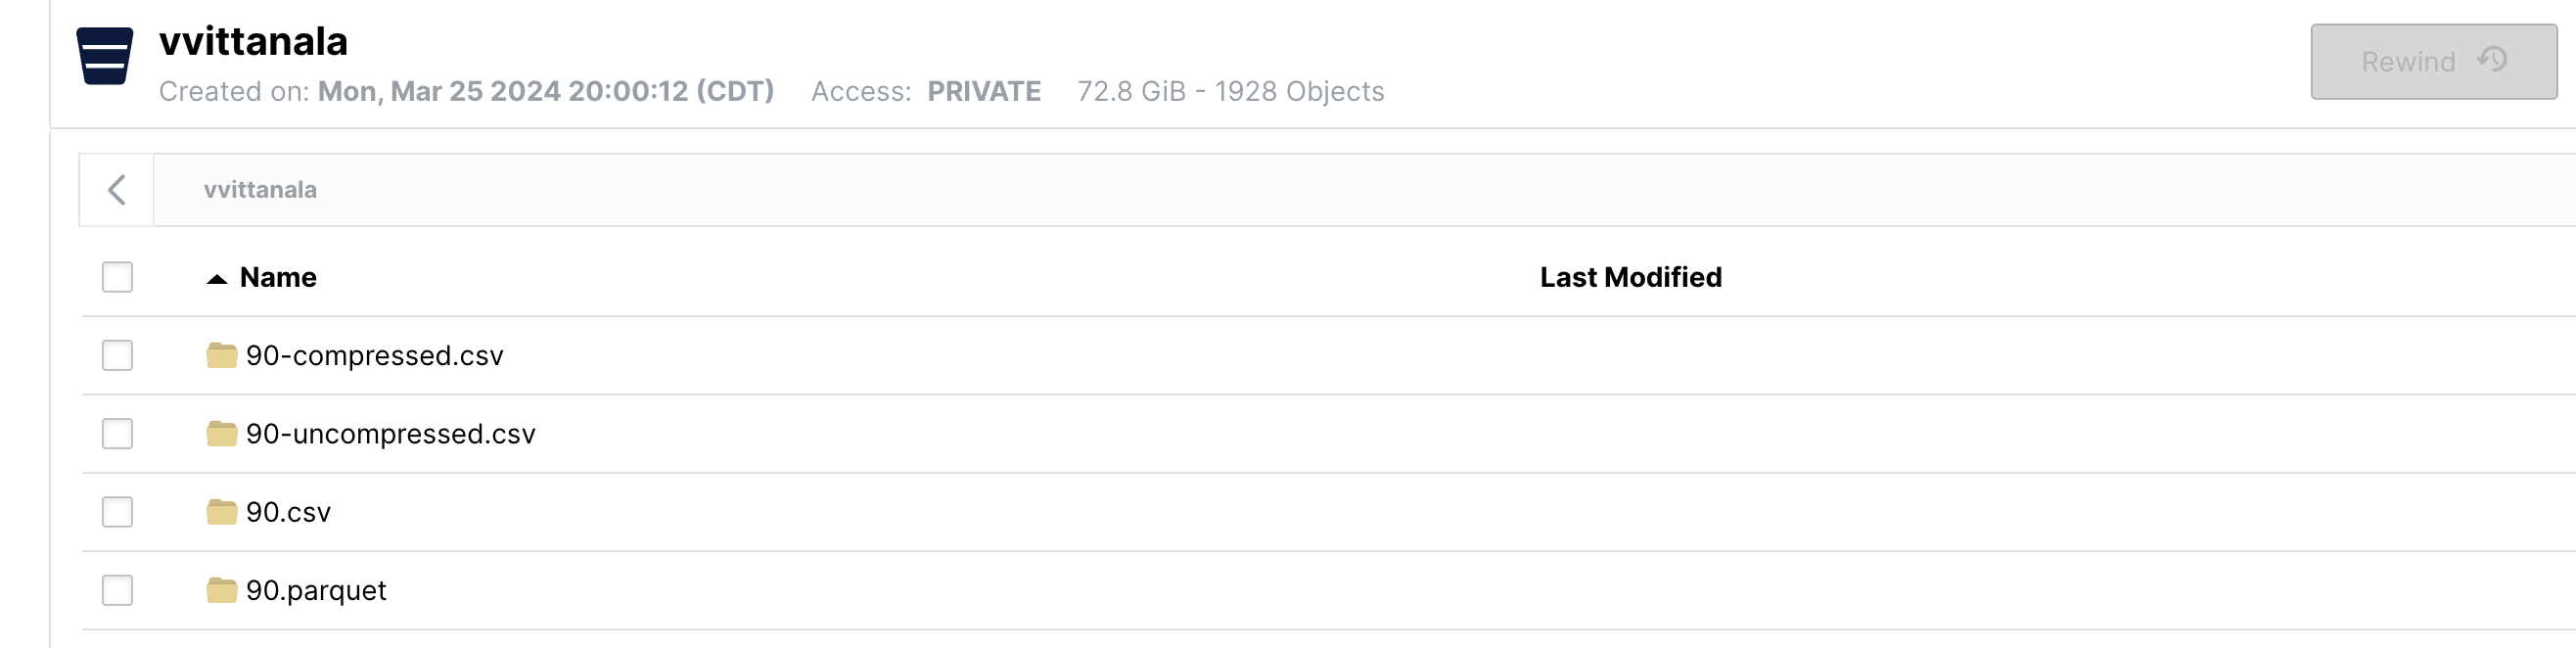 vvittanala
Created on: Mon, Mar 25 2024 20:00:12 (CDT) Access: PRIVATE 72.8 GiB - 1928 Objects
Rewind
vvittanala
Name Last Modified
90-compressed.csv
90-uncompressed.csv
90.csv
90.parquet